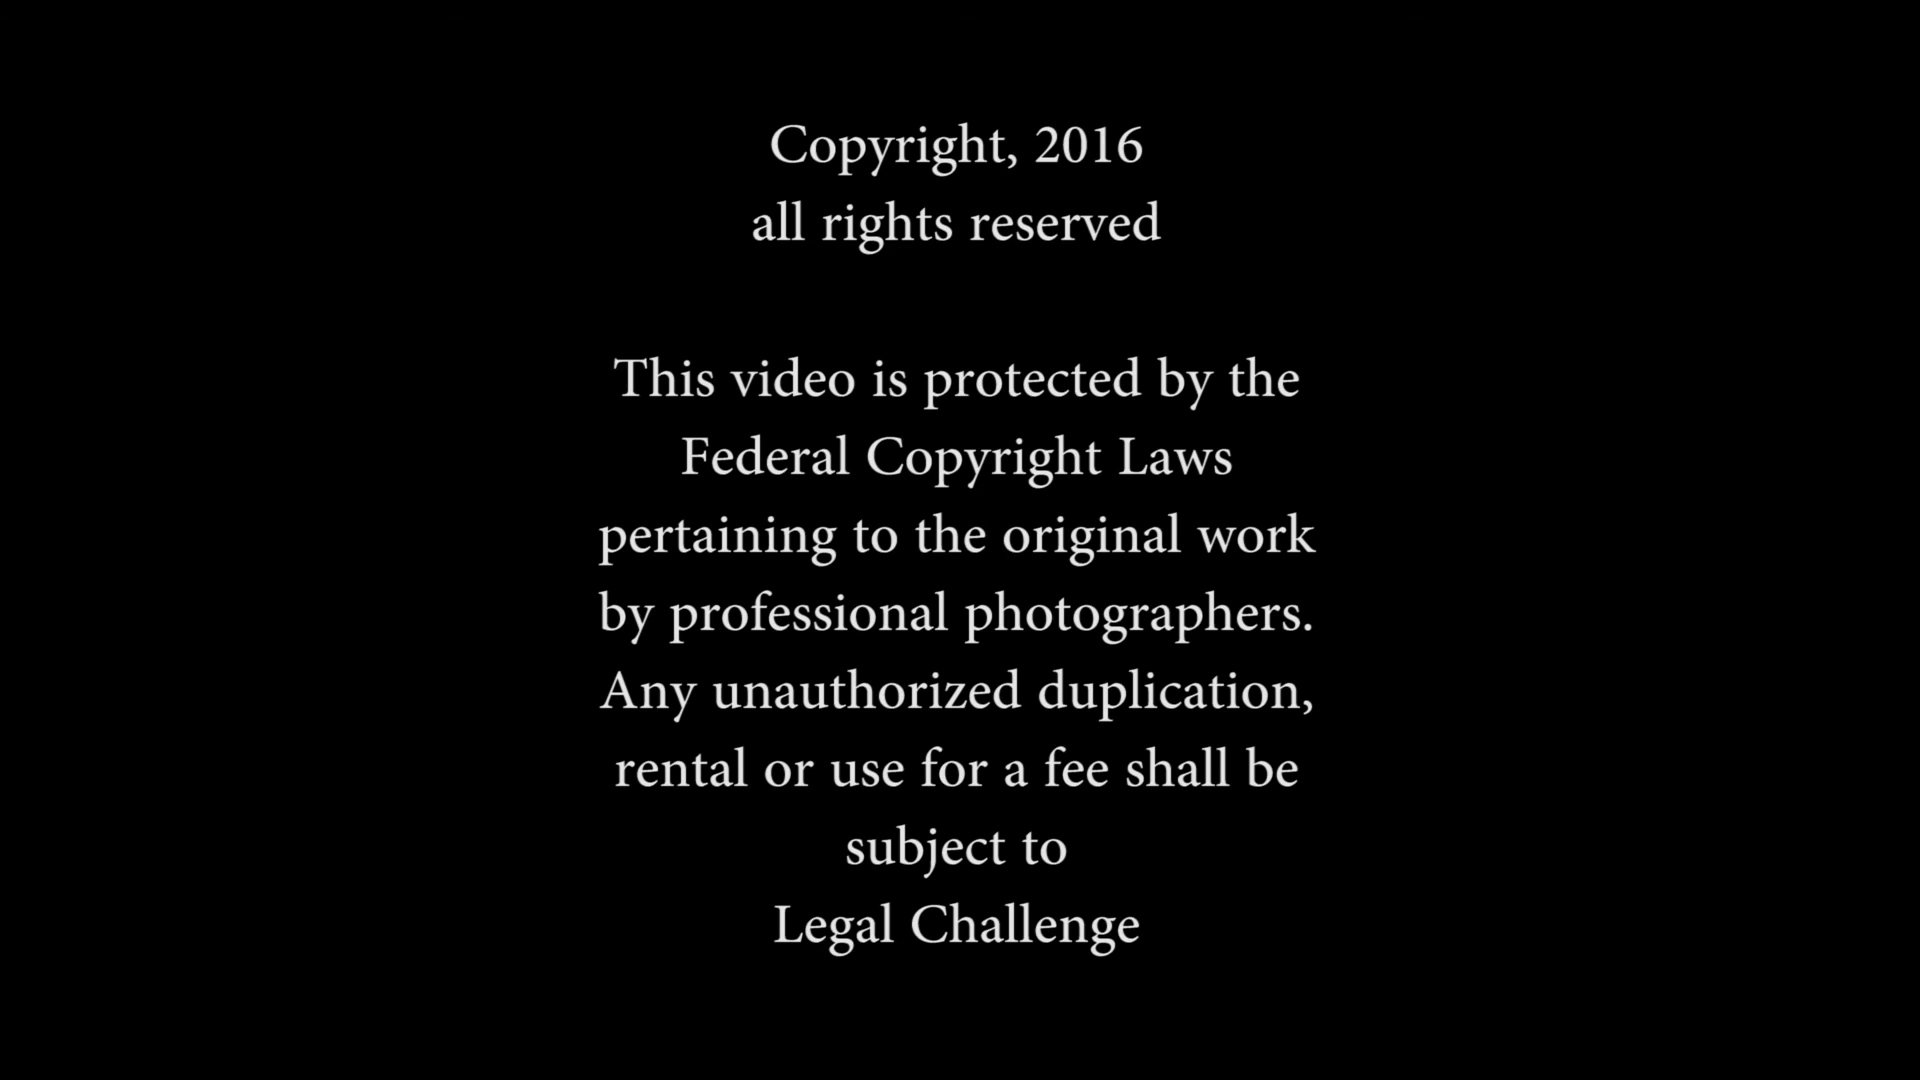 Copyright, 2016
all rights reserved
This video is protected by the
Federal Copyright Laws
pertaining to the original work
by professional photographers.
Any unauthorized duplication,
rental or use for a fee shall be
subject to
Legal Challenge